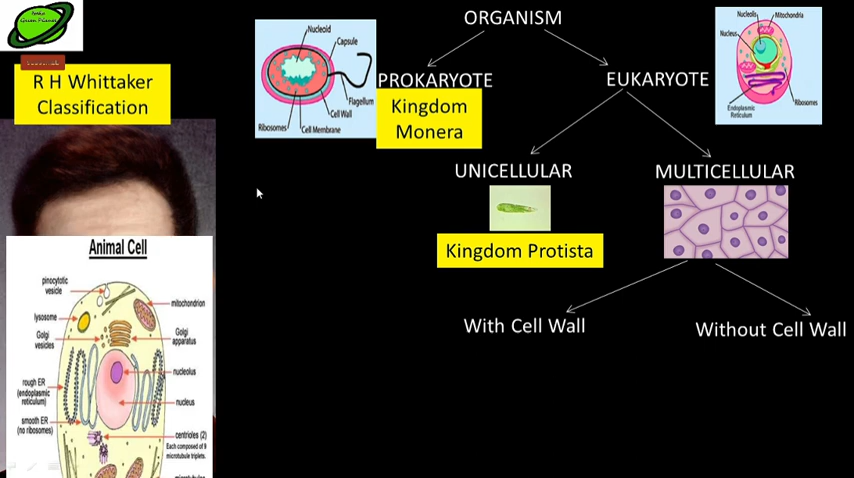 ORGANISM
R H Whittaker
Classification
Nucleoid
Capsule
Flagellum
Cell Wall
Ribosomes
Cell Membrane
PROKARYOTE
Kingdom
Monera
EUKARYOTE
Nucleolis
Mitochondria
Nucleus
Ribosomes
Endoplasmic
Reticulum
UNICELLULAR
MULTICELLULAR
Kingdom Protista
With Cell Wall
Without Cell Wall
Animal Cell
pinocytotic
vesicle
mitochondrion
lysosome
Golgi
vesicles
Golgi
apparatus
nucleolus
rough ER
(endoplasmic
reticulum)
nucleus
smooth ER
(no ribosomes)
centrioles (2)
Each composed of 9
microtubule triplets.